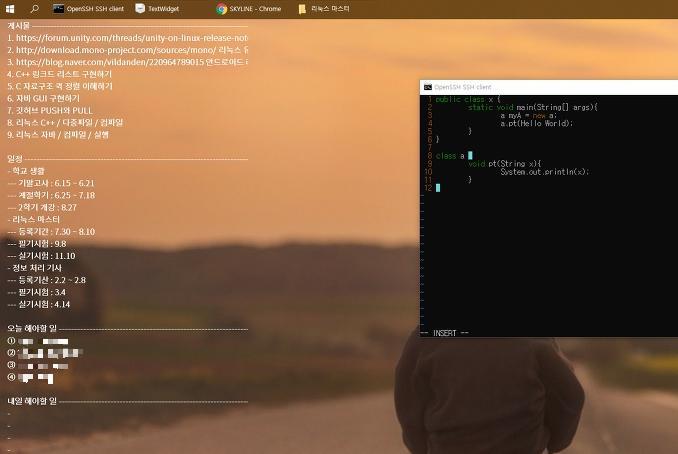 OpenSSH SSH client
TextWidget
SKYLINE - Chrome
리눅스 마스터
게시물
1. https://forum.unity.com/threads/unity-on-linux-release-not
2. http://download.mono-project.com/sources/mono/ 리눅스
3. https://blog.naver.com/vildanden/220964789015 안드로이드
4. C++ 링크드 리스트 구현하기
5. C 자료구조 퀵 정렬 이해하기
6. 자바 GUI 구현하기
7. 깃허브 PUSH와 PULL
8. 리눅스 C++ / 다중파일 / 컴파일
9. 리눅스 자바 / 컴파일 / 실행
일정
- 학교 생활
--- 기말고사 : 6.15 ~ 6.21
--- 계절학기 : 6.25 ~ 7.18
--- 2학기 개강 : 8.27
- 리눅스 마스터
--- 등록기간 : 7.30 ~ 8.10
--- 필기시험 : 9.8
--- 실기시험 : 11.10
- 정보 처리 기사
--- 등록기산 : 2.2 ~ 2.8
--- 필기시험 : 3.4
--- 실기시험 : 4.14
오늘 해야할 일
①
②
③
④
내일 해야할 일
-
-
-
-
OpenSSH SSH client
1 public class x {
2 static void main(String[] args){
3 a myA = new a;
4 a.pt(Hello World);
5 }
6 }
7
8 class a {
9 void pt(String x){
10 System.out.println(x);
11 }
12 }
-- INSERT --